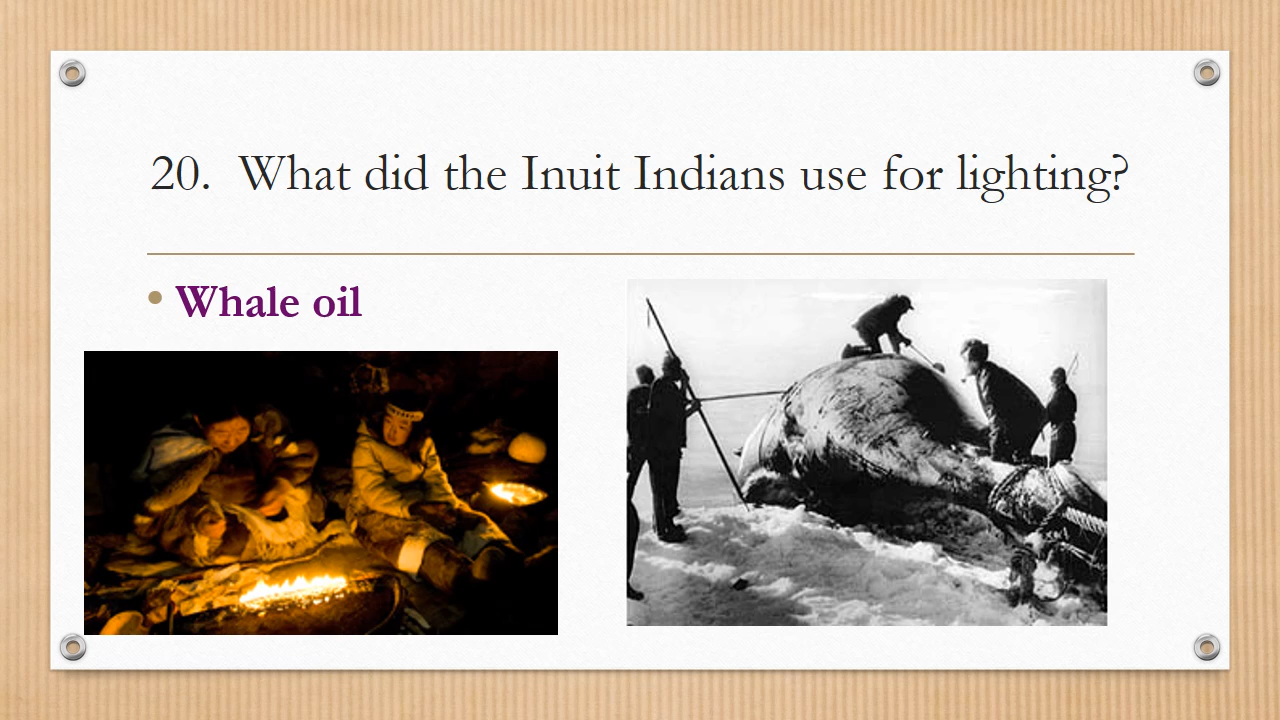 20. What did the Inuit Indians use for lighting?
• Whale oil